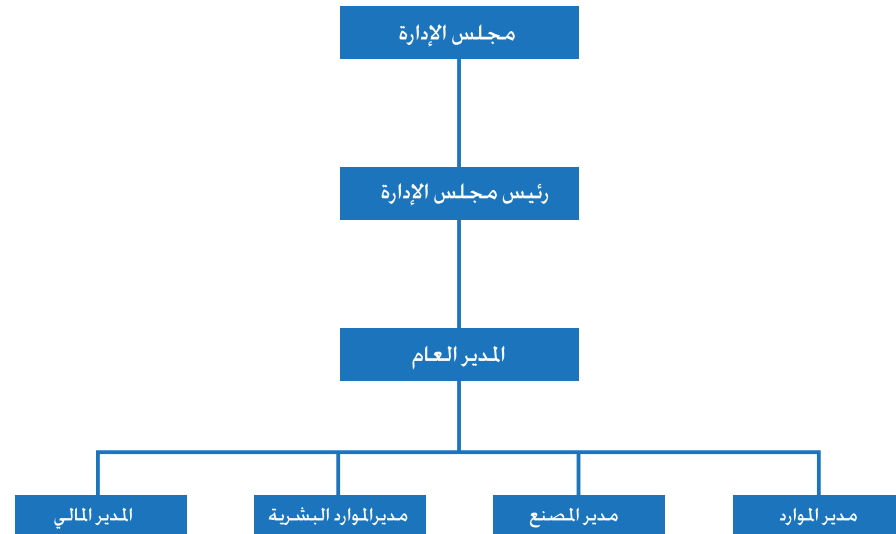 مجلس الإدارة
رئيس مجلس الإدارة
المدير العام
مدير الموارد
مدير المصنع
مديرالموارد البشرية
المدير المالي